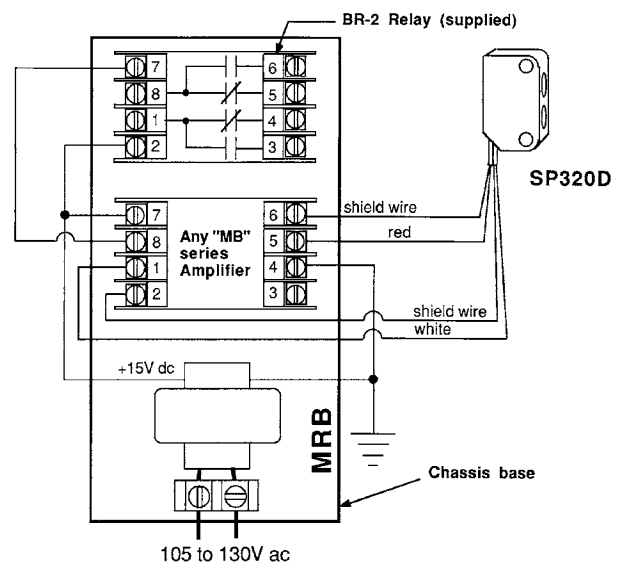 BR-2 Relay (supplied)
7 6
8 5
1 4
2 3
SP320D
7 6 shield wire
8 Any "MB" 5 red
1 series 4
Amplifier
2 3
shield wire
white
+15V dc
MRB
Chassis base
105 to 130V ac